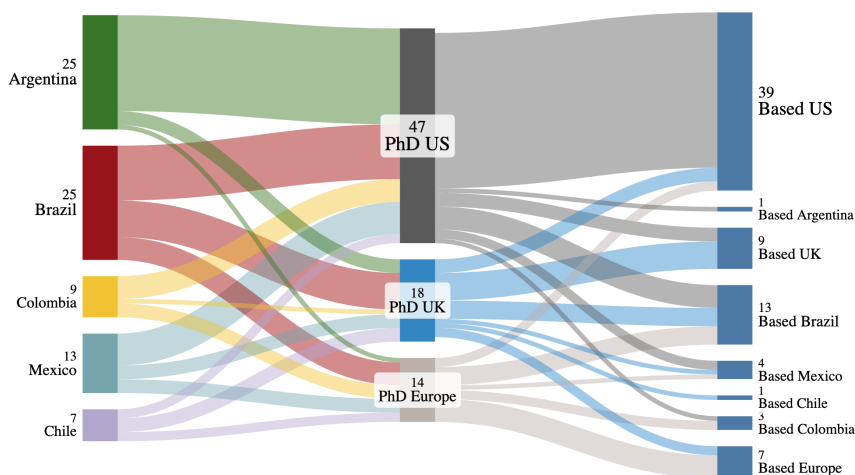 25
Argentina
25
Brazil
9
Colombia
13
Mexico
7
Chile
47
PhD US
18
PhD UK
14
PhD Europe
39
Based US
1
Based Argentina
9
Based UK
13
Based Brazil
4
Based Mexico
1
Based Chile
3
Based Colombia
7
Based Europe